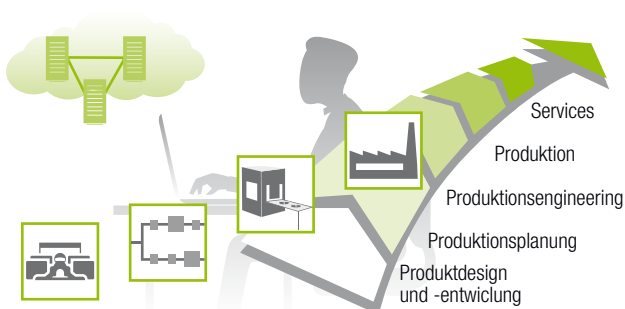 Services
Produktion
Produktionsengineering
Produktionsplanung
Produktdesign
und -entwiclung